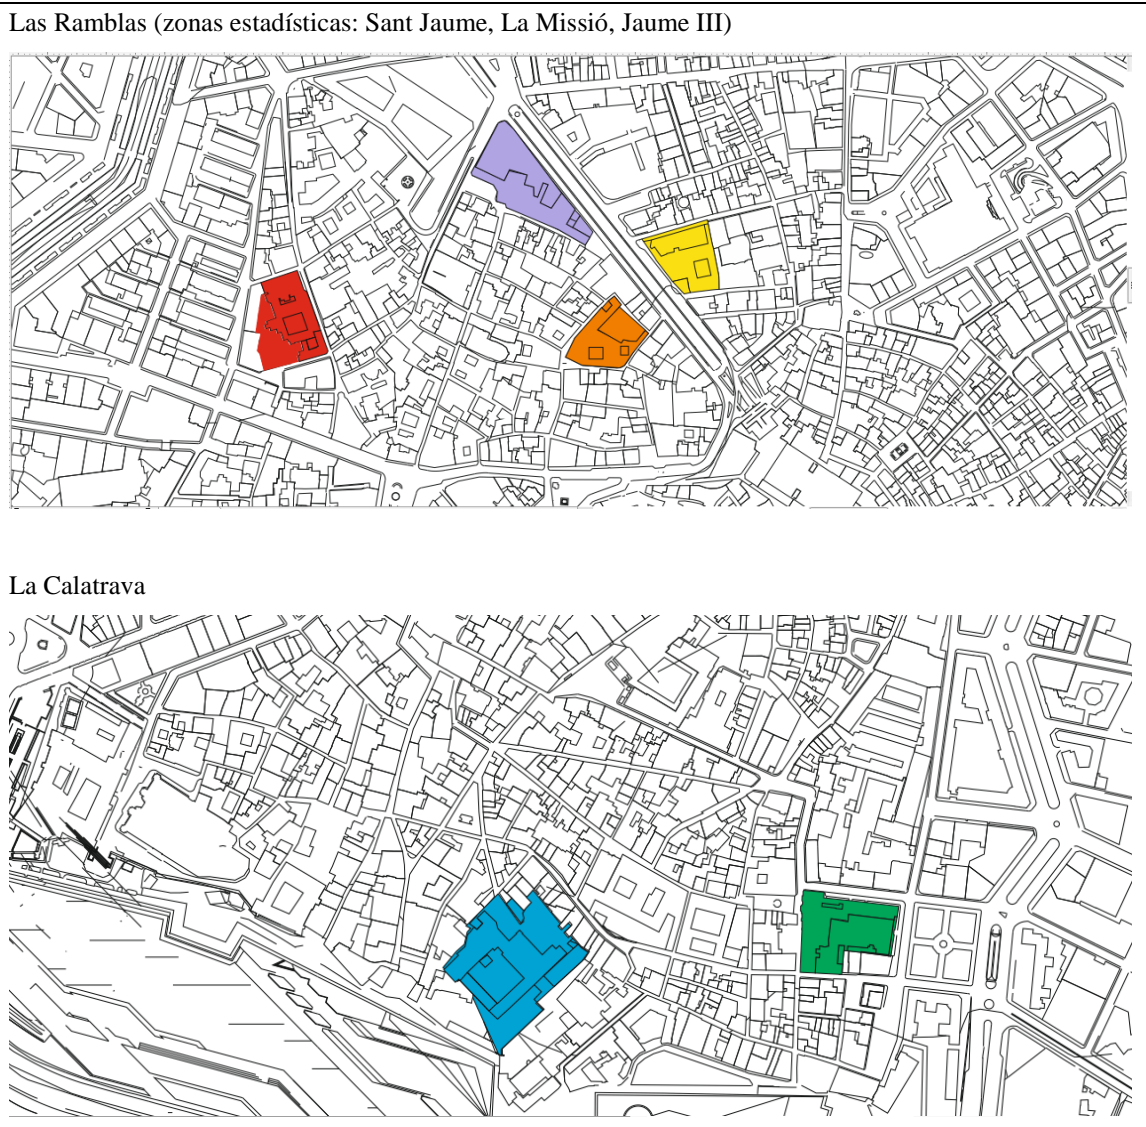 Las Ramblas (zonas estadísticas: Sant Jaume, La Missió, Jaume III)
La Calatrava